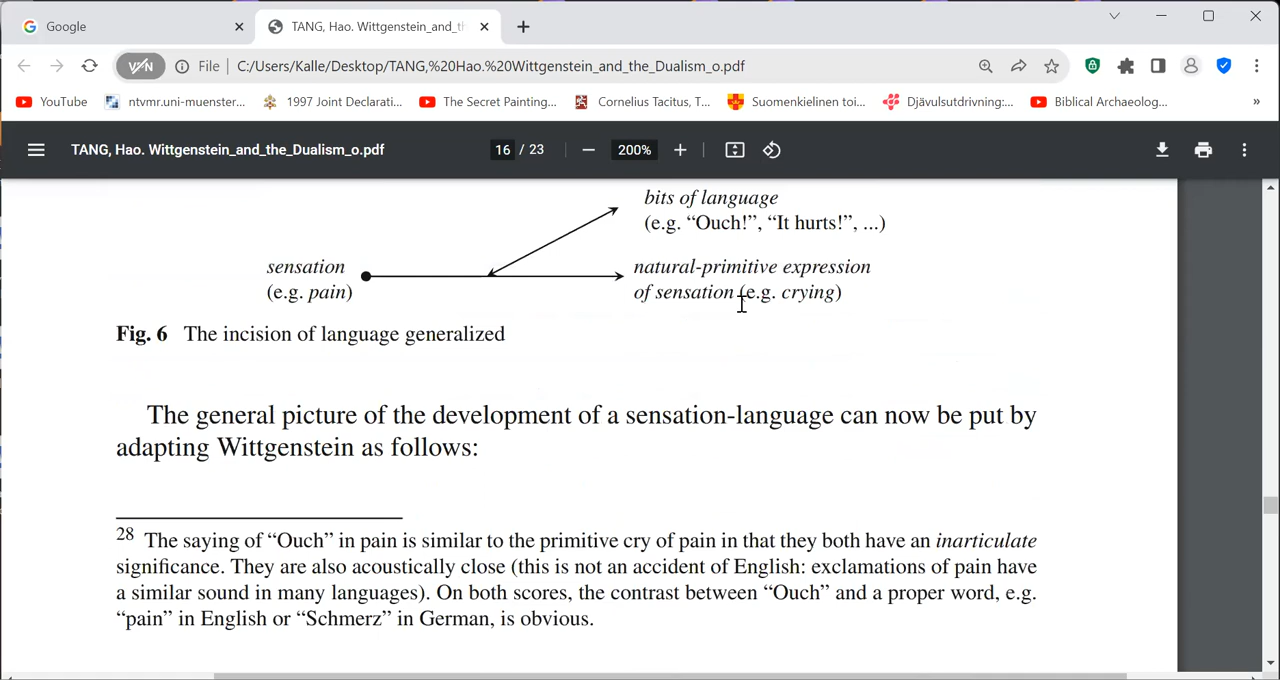 Google
TANG, Hao. Wittgenstein_and_th
VPN
File
C:/Users/Kalle/Desktop/TANG,%20Hao.%20Wittgenstein_and_the_Dualism_o.pdf
YouTube
ntvmr.uni-muenster...
1997 Joint Declarati...
The Secret Painting...
Cornelius Tacitus, T...
Suomenkielinen toi...
Djävulsutdrivning:...
Biblical Archaeolog...
»
TANG, Hao. Wittgenstein_and_the_Dualism_o.pdf
16 / 23
200%
bits of language
(e.g. “Ouch!”, “It hurts!”, ...)
sensation
(e.g. pain)
natural-primitive expression
of sensation (e.g. crying)
Fig. 6 The incision of language generalized
The general picture of the development of a sensation-language can now be put by
adapting Wittgenstein as follows:
28 The saying of “Ouch” in pain is similar to the primitive cry of pain in that they both have an inarticulate
significance. They are also acoustically close (this is not an accident of English: exclamations of pain have
a similar sound in many languages). On both scores, the contrast between “Ouch” and a proper word, e.g.
“pain” in English or “Schmerz” in German, is obvious.